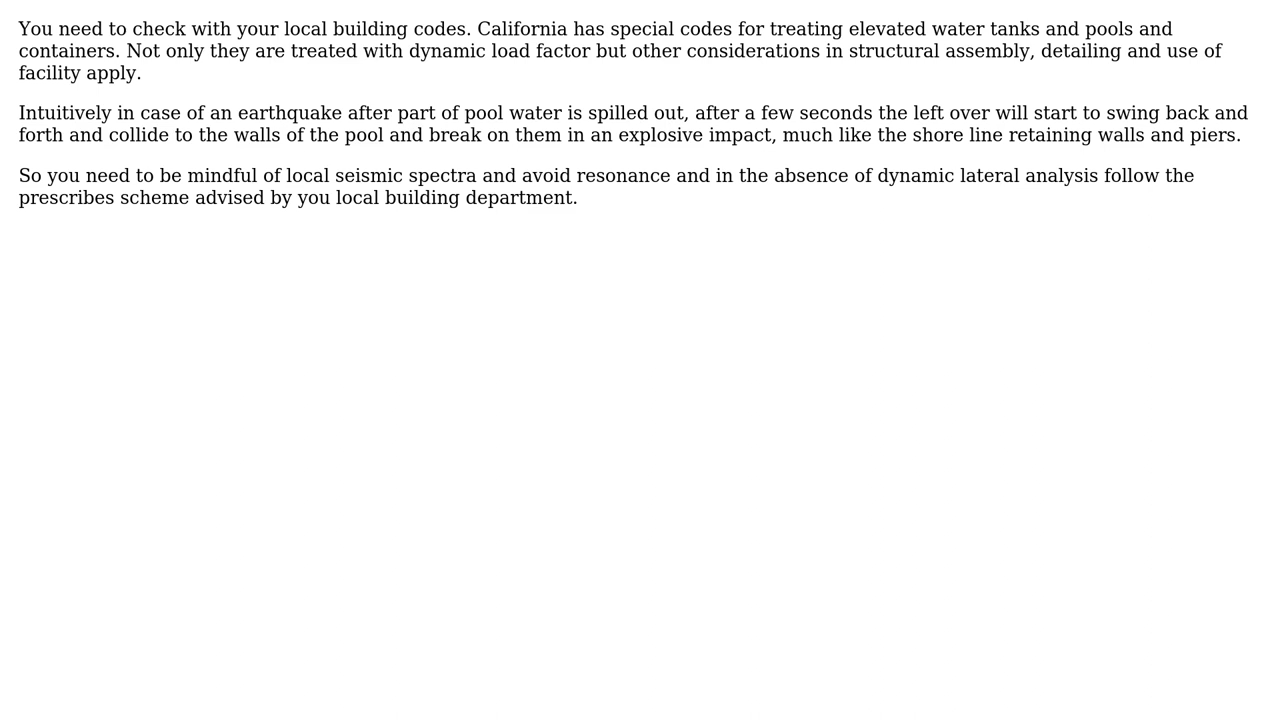 You need to check with your local building codes. California has special codes for treating elevated water tanks and pools and
containers. Not only they are treated with dynamic load factor but other considerations in structural assembly, detailing and use of
facility apply.
Intuitively in case of an earthquake after part of pool water is spilled out, after a few seconds the left over will start to swing back and
forth and collide to the walls of the pool and break on them in an explosive impact, much like the shore line retaining walls and piers.
So you need to be mindful of local seismic spectra and avoid resonance and in the absence of dynamic lateral analysis follow the
prescribes scheme advised by you local building department.